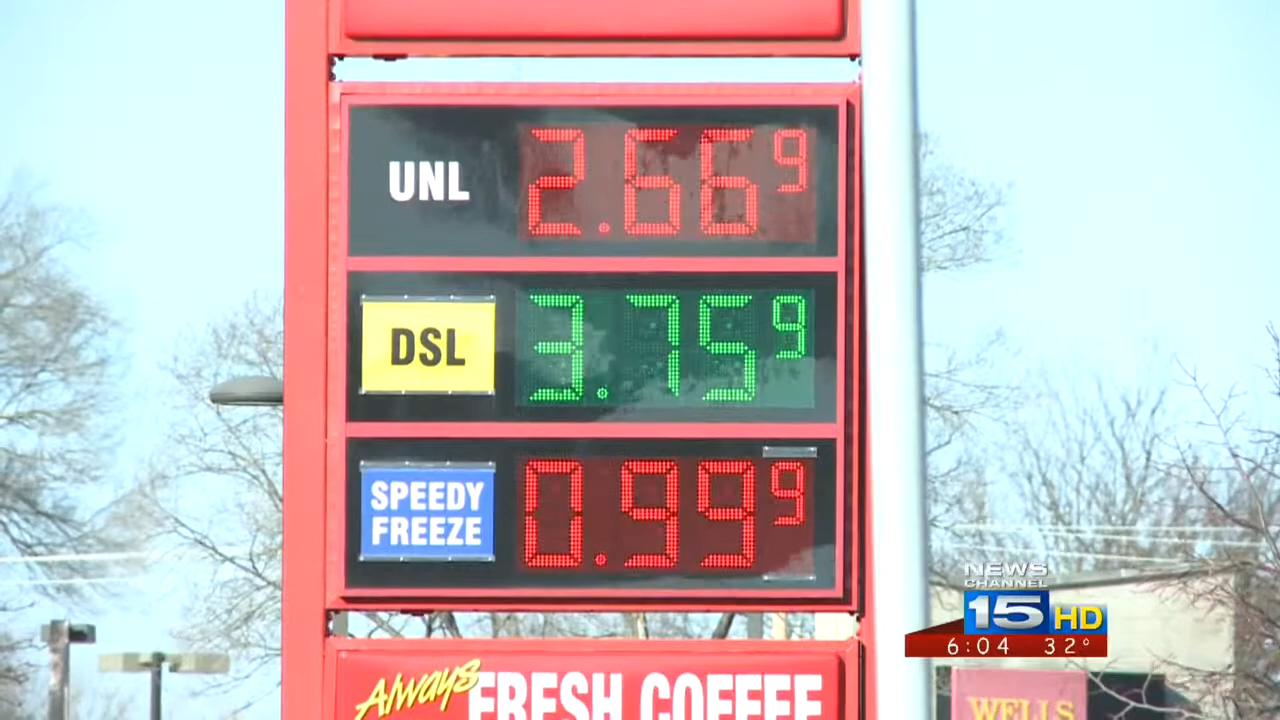 UNL 2.66 9
DSL 3.75 9
SPEEDY
FREEZE
0.99 9
Always FRESH COFFEE
NEWS
CHANNEL
15 HD
6:04 32°
WELLS